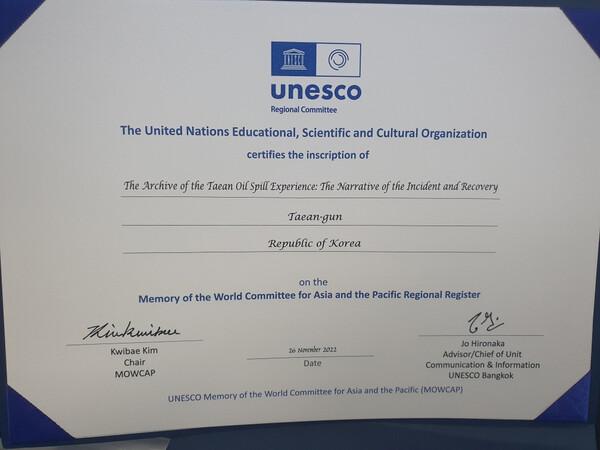 unesco
Regional Committee
The United Nations Educational, Scientific and Cultural Organization
certifies the inscription of
The Archive of the Taean Oil Spill Experience: The Narrative of the Incident and Recovery
Taean-gun
Republic of Korea
on the
Memory of the World Committee for Asia and the Pacific Regional Register
Kwibae Kim
Chair
MOWCAP
26 November 2022
Date
Jo Hironaka
Advisor/Chief of Unit
Communication & Information
UNESCO Bangkok
UNESCO Memory of the World Committee for Asia and the Pacific (MOWCAP)